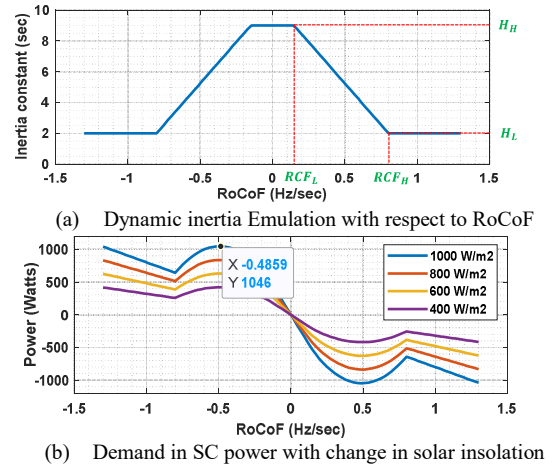 10
8
6
4
2
0
Inertia constant (sec)
H_H
H_L
-1.5 -1 -0.5 0 RCF_L 0.5 RCF_H 1 1.5
RoCoF (Hz/sec)
(a) Dynamic inertia Emulation with respect to RoCoF
1000
500
0
-500
-1000
Power (Watts)
X -0.4859
Y 1046
1000 W/m2
800 W/m2
600 W/m2
400 W/m2
-1.5 -1 -0.5 0 0.5 1 1.5
RoCoF (Hz/sec)
(b) Demand in SC power with change in solar insolation